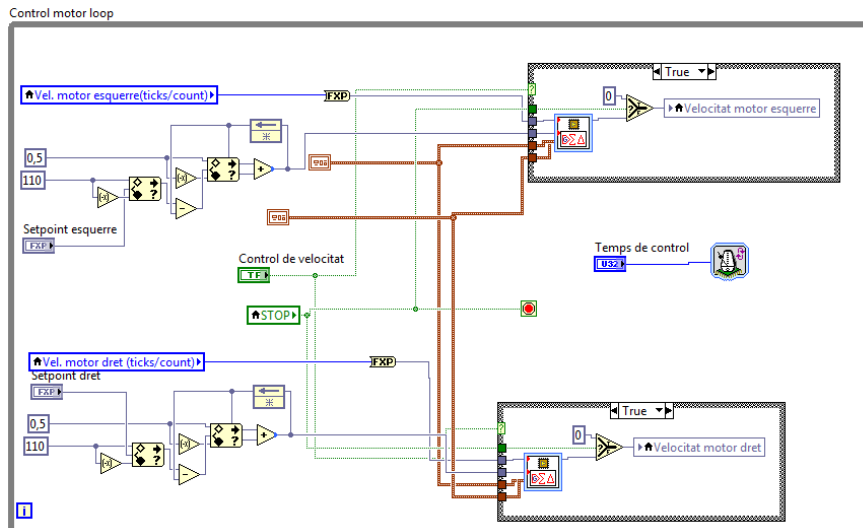 Control motor loop
True
Vel. motor esquerre(ticks/count)
FXP
?
0
Velocitat motor esquerre
0,5
110
Setpoint esquerre
FXP
Control de velocitat
TF
Temps de control
U32
STOP
Vel. motor dret (ticks/count)
FXP
Setpoint dret
FXP
True
0,5
110
?
0
Velocitat motor dret
i